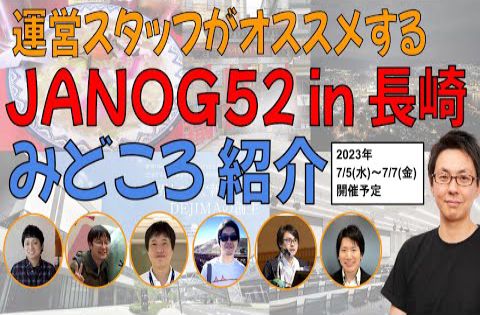 運営スタッフがオススメする
JANOG52 in 長崎
みどころ 紹介
2023年
7/5(水)~7/7(金)
開催予定